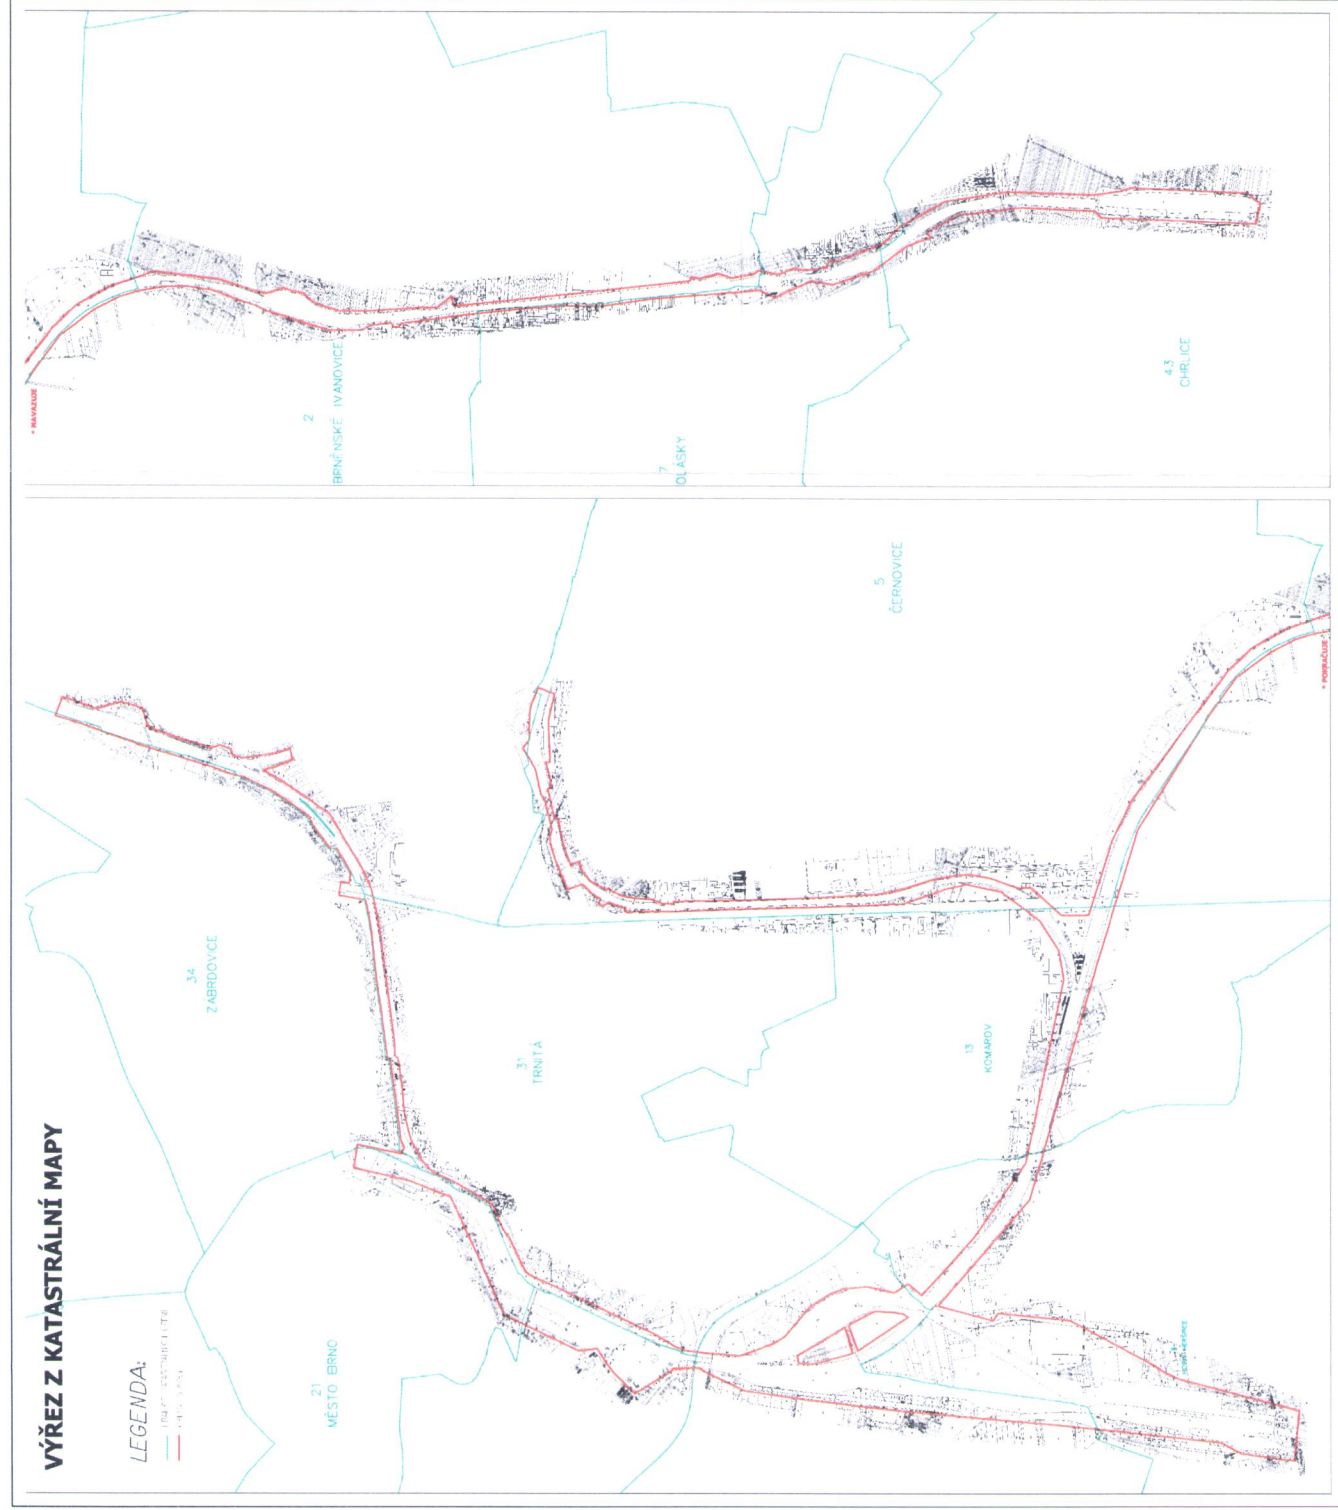 VÝŘEZ Z KATASTRÁLNÍ MAPY
LEGENDA:
21
MĚSTO BRNO
34
ZÁBRDOVICE
31
TRNITÁ
13
KOMÁROV
5
ČERNOVICE
* POKRAČUJE *
* NAVAZUJE
2
BRNĚNSKÉ IVANOVICE
7
OLÁSKY
43
CHRLICE